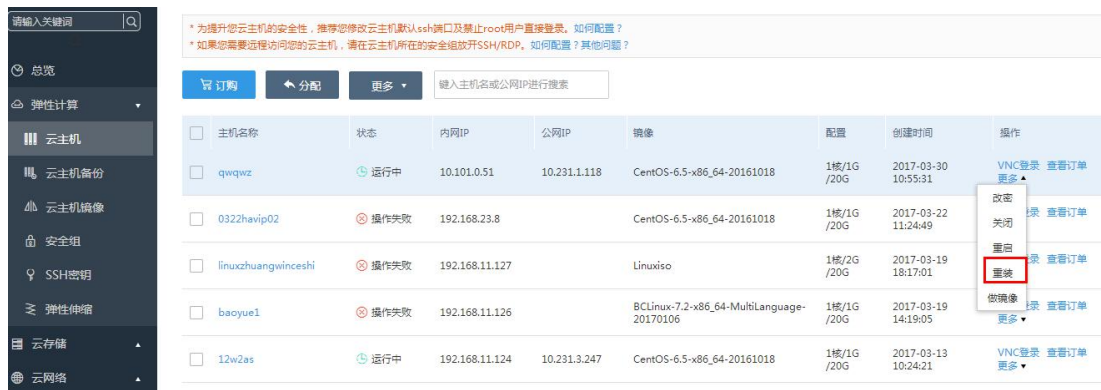 请输入关键词
总览
弹性计算
云主机
云主机备份
云主机镜像
安全组
SSH密钥
弹性伸缩
云存储
云网络
* 为提升您云主机的安全性，推荐您修改云主机默认ssh端口及禁止root用户直接登录。如何配置？
* 如果您需要远程访问您的云主机，请在云主机所在的安全组放开SSH/RDP。如何配置？其他问题？
订购 分配 更多 键入主机名或公网IP进行搜索
主机名称 状态 内网IP 公网IP 镜像 配置 创建时间 操作
qwqwz 运行中 10.101.0.51 10.231.1.118 CentOS-6.5-x86_64-20161018 1核/1G 2017-03-30 VNC登录 查看订单
/20G 10:55:31 更多
改密
0322havip02 操作失败 192.168.23.8 CentOS-6.5-x86_64-20161018 1核/1G 2017-03-22 录 查看订单
/20G 11:24:49 关闭
重启
linuxzhuangwinceshi 操作失败 192.168.11.127 Linuxiso 1核/2G 2017-03-19 录 查看订单
/20G 18:17:01 重装
做镜像
baoyue1 操作失败 192.168.11.126 BCLinux-7.2-x86_64-MultiLanguage- 1核/1G 2017-03-19 录 查看订单
20170106 /20G 14:19:05 更多
12w2as 运行中 192.168.11.124 10.231.3.247 CentOS-6.5-x86_64-20161018 1核/1G 2017-03-13 VNC登录 查看订单
/20G 10:24:21 更多